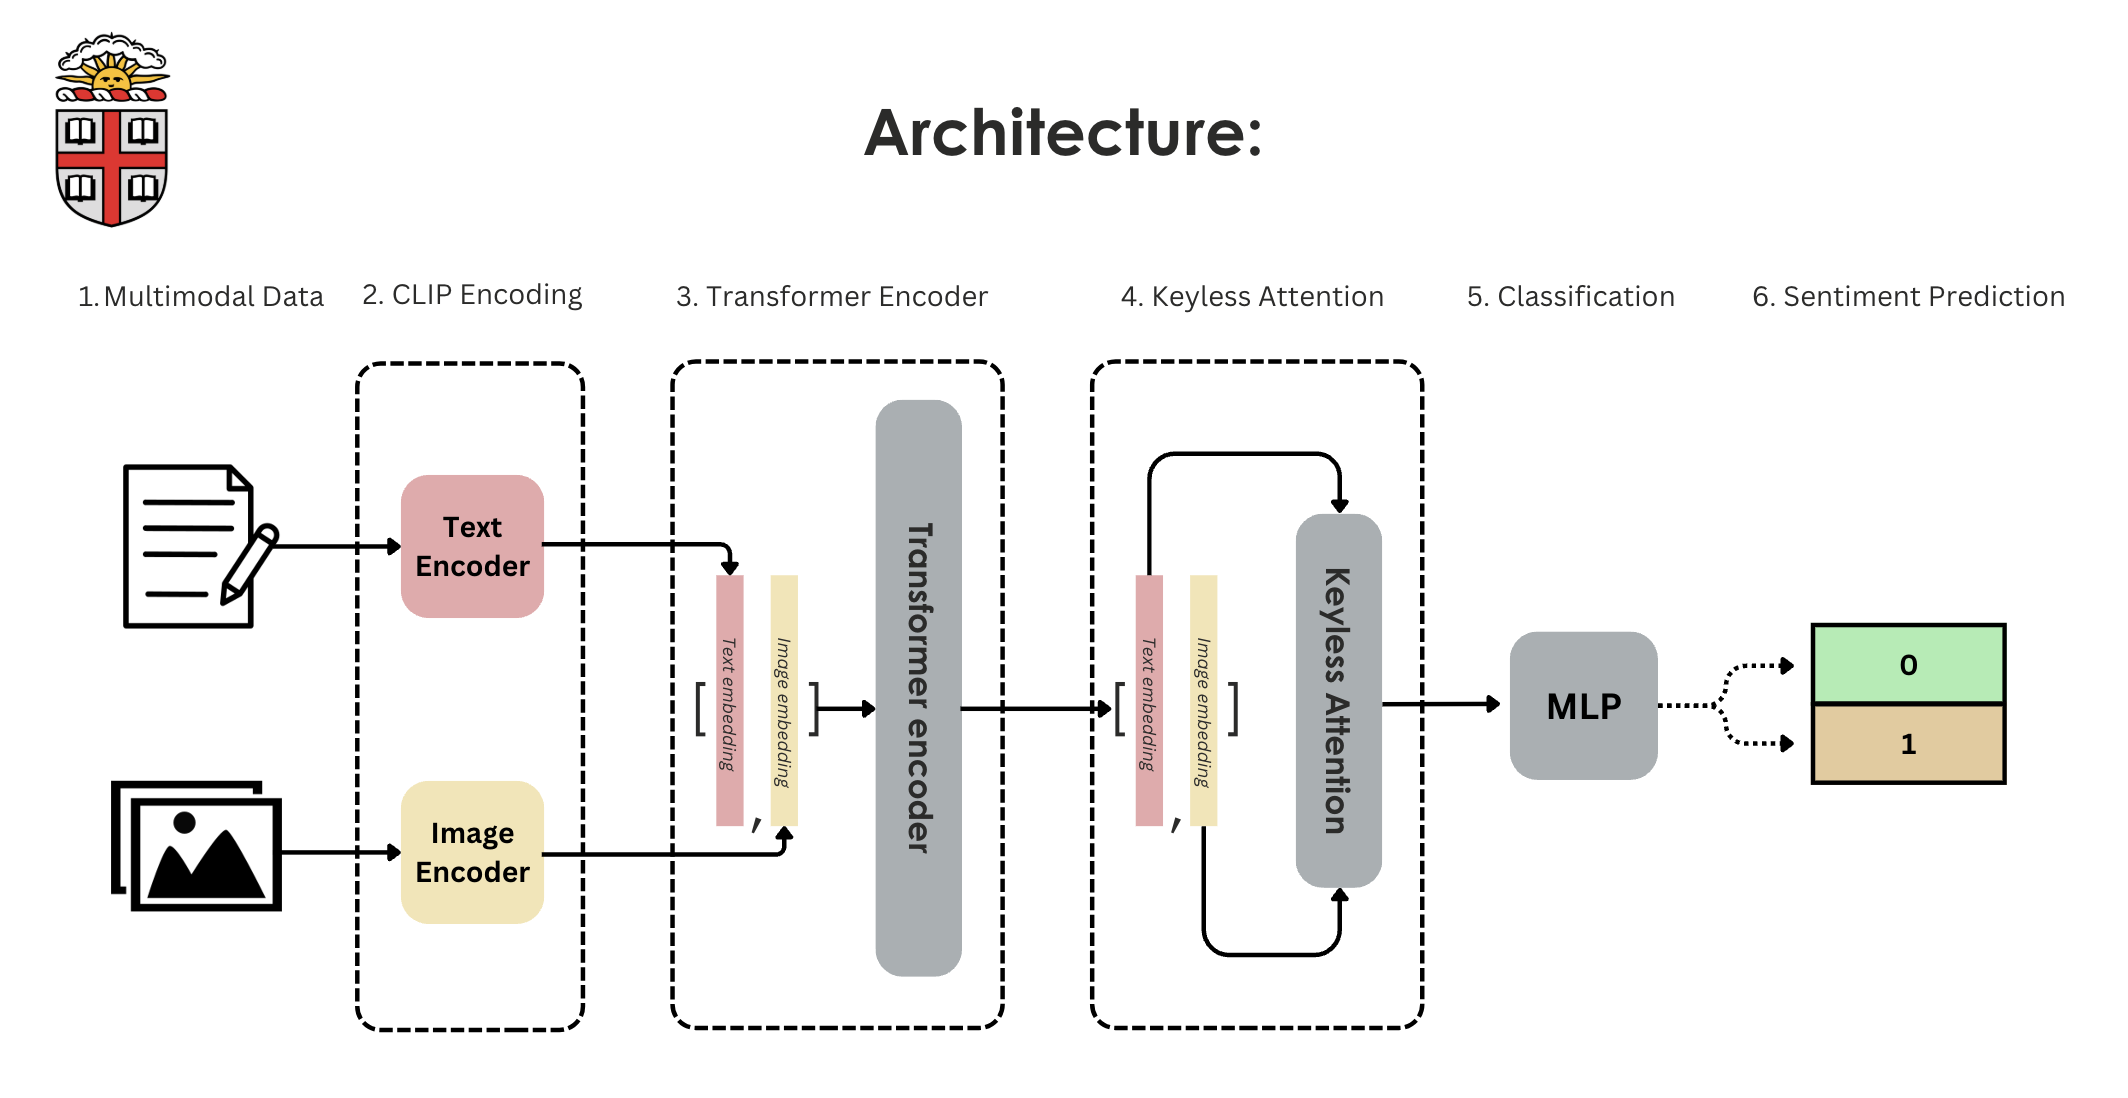 Architecture:
1. Multimodal Data
2. CLIP Encoding
3. Transformer Encoder
4. Keyless Attention
5. Classification
6. Sentiment Prediction
Text
Encoder
Image
Encoder
[
Text embedding
,
Image embedding
]
Transformer encoder
[
Text embedding
,
Image embedding
]
Keyless Attention
MLP
0
1